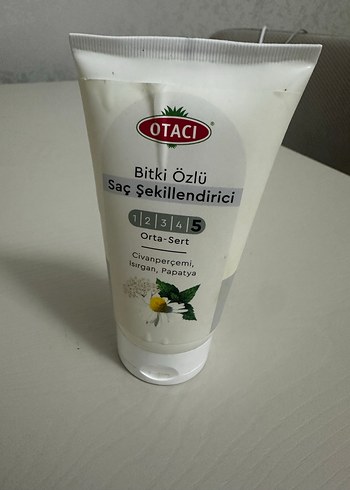 OTACI®
Bitki Özlü
Saç Şekillendirici
1|2|3|4|5
Orta-Sert
Civanperçemi,
Isırgan, Papatya